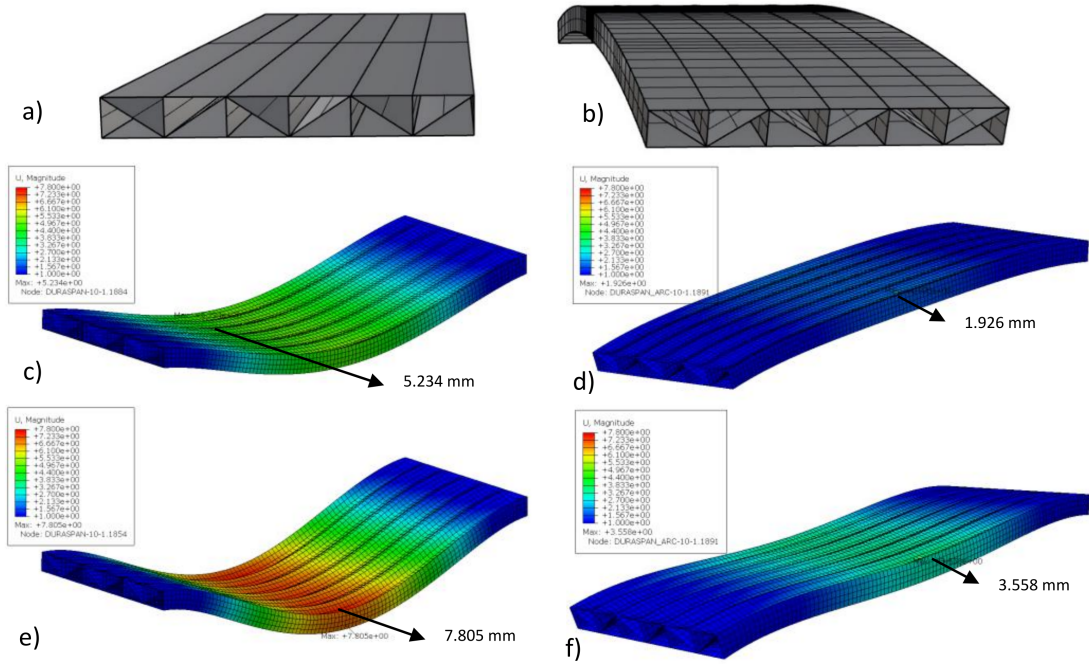 a)
b)
U, Magnitude
+7.800e+00
+7.233e+00
+6.667e+00
+6.100e+00
+5.533e+00
+4.967e+00
+4.400e+00
+3.833e+00
+3.267e+00
+2.700e+00
+2.133e+00
+1.567e+00
+1.000e+00
Max: +5.234e+00
Node: DURASPAN-10-1.1884
5.234 mm
c)
U, Magnitude
+7.800e+00
+7.233e+00
+6.667e+00
+6.100e+00
+5.533e+00
+4.967e+00
+4.400e+00
+3.833e+00
+3.267e+00
+2.700e+00
+2.133e+00
+1.567e+00
+1.000e+00
Max: +1.926e+00
Node: DURASPAN_ARC-10-1.1891
1.926 mm
d)
U, Magnitude
+7.800e+00
+7.233e+00
+6.667e+00
+6.100e+00
+5.533e+00
+4.967e+00
+4.400e+00
+3.833e+00
+3.267e+00
+2.700e+00
+2.133e+00
+1.567e+00
+1.000e+00
Max: +7.805e+00
Node: DURASPAN-10-1.1854
Max: +7.805e+00
7.805 mm
e)
U, Magnitude
+7.800e+00
+7.233e+00
+6.667e+00
+6.100e+00
+5.533e+00
+4.967e+00
+4.400e+00
+3.833e+00
+3.267e+00
+2.700e+00
+2.133e+00
+1.567e+00
+1.000e+00
Max: +3.558e+00
Node: DURASPAN_ARC-10-1.1891
3.558 mm
f)